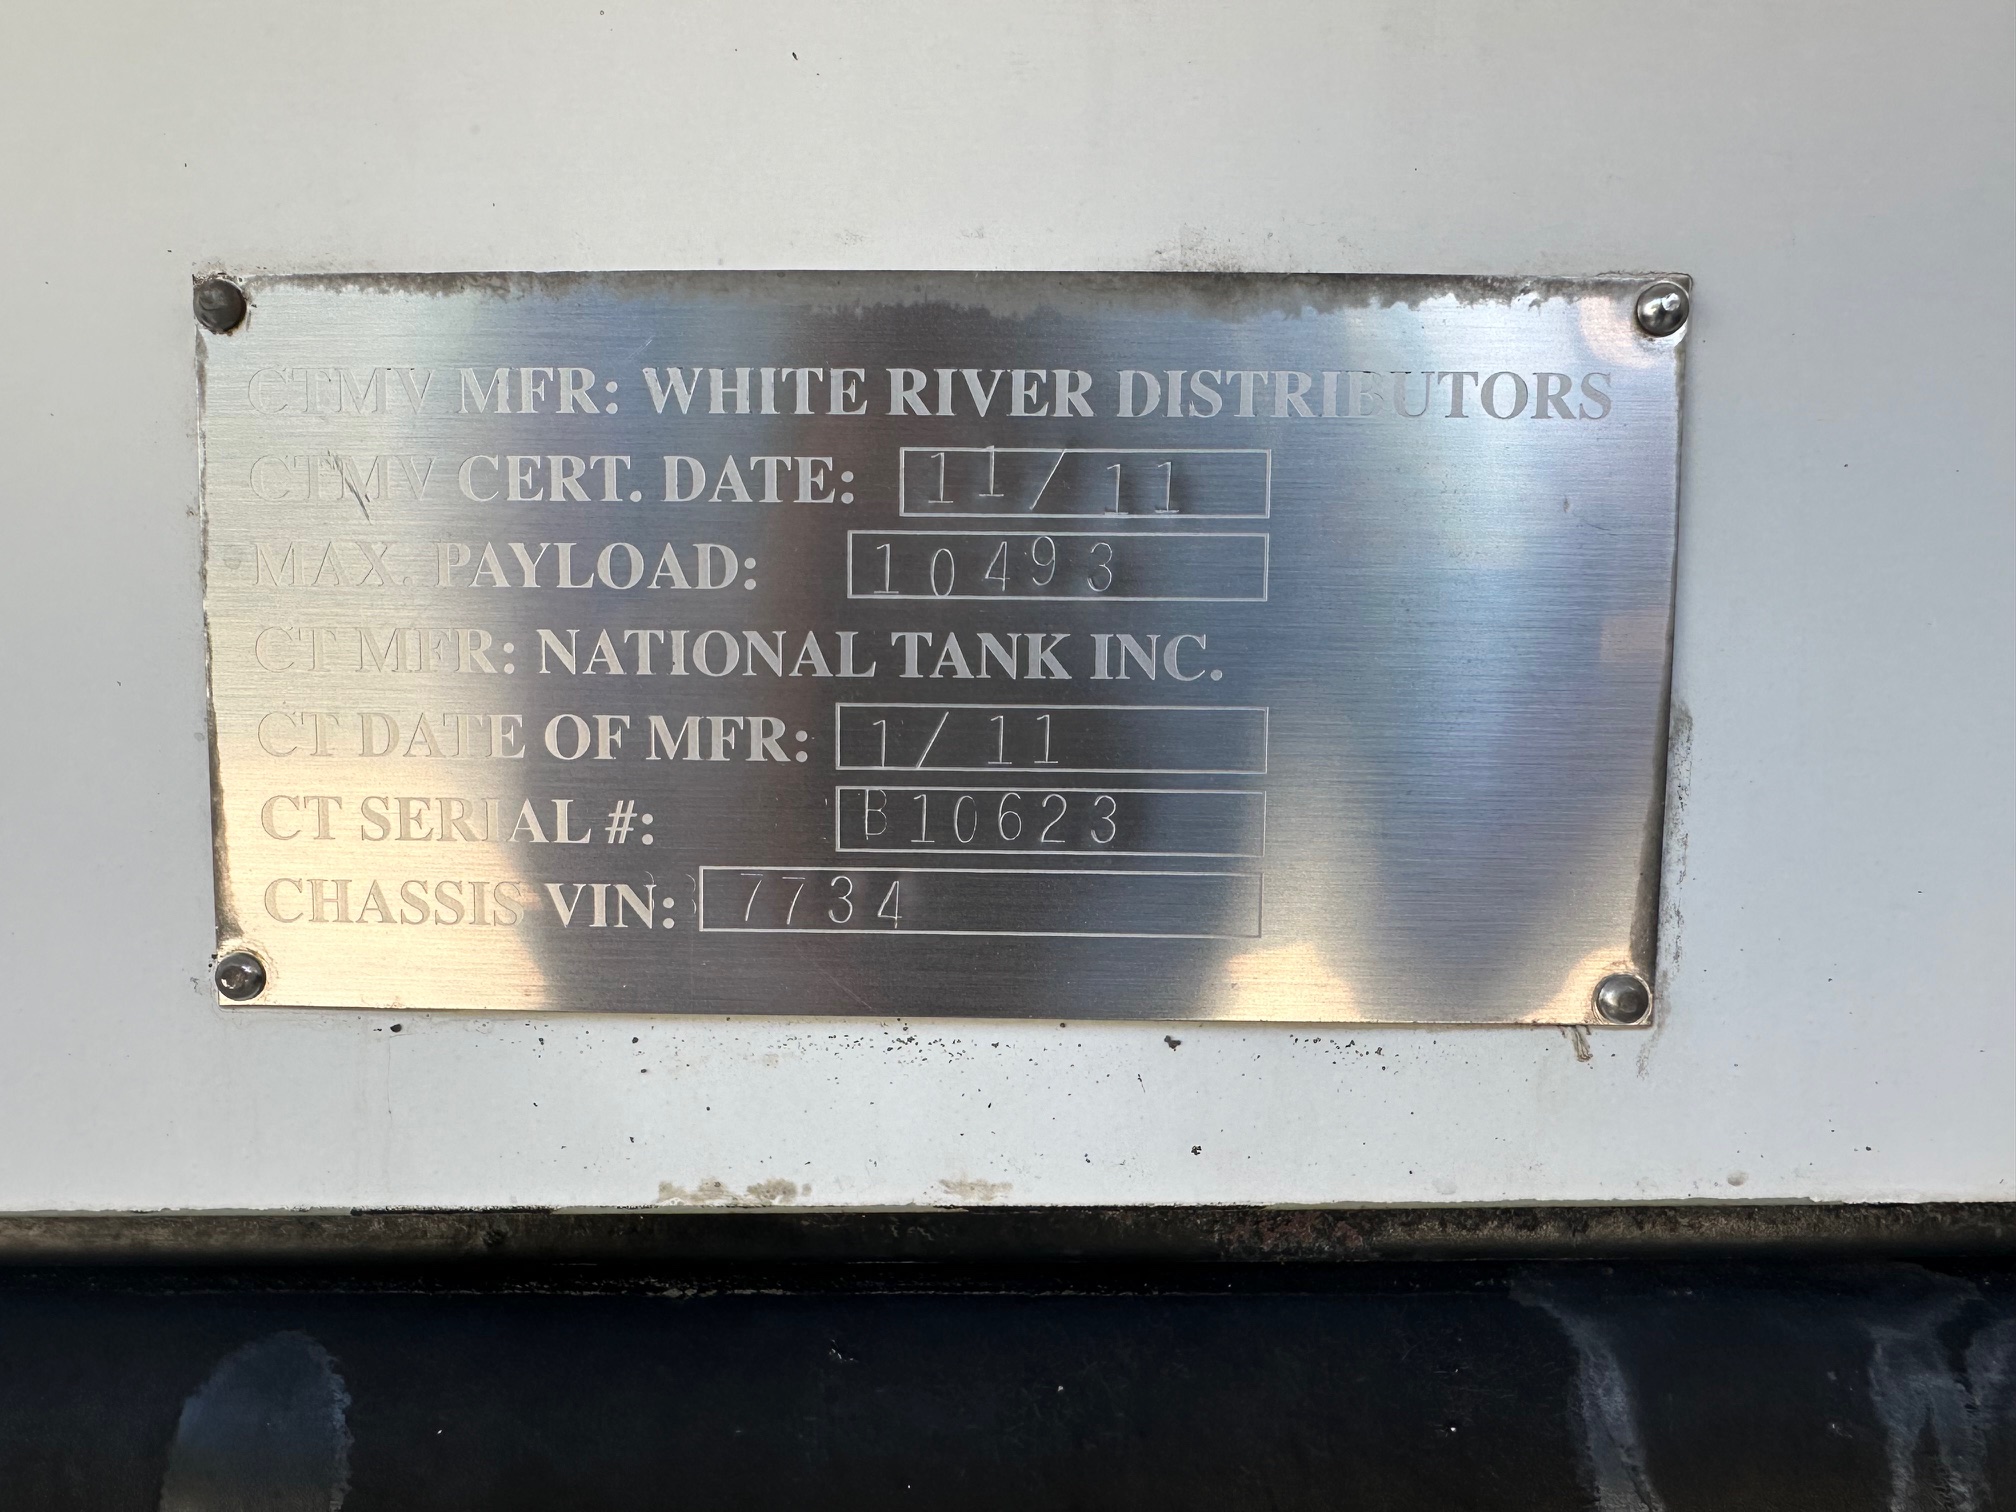 CTMV MFR: WHITE RIVER DISTRIBUTORS
CTMV CERT. DATE: 11/11
MAX. PAYLOAD: 10493
CT MFR: NATIONAL TANK INC.
CT DATE OF MFR: 1/11
CT SERIAL #: B10623
CHASSIS VIN: 7734